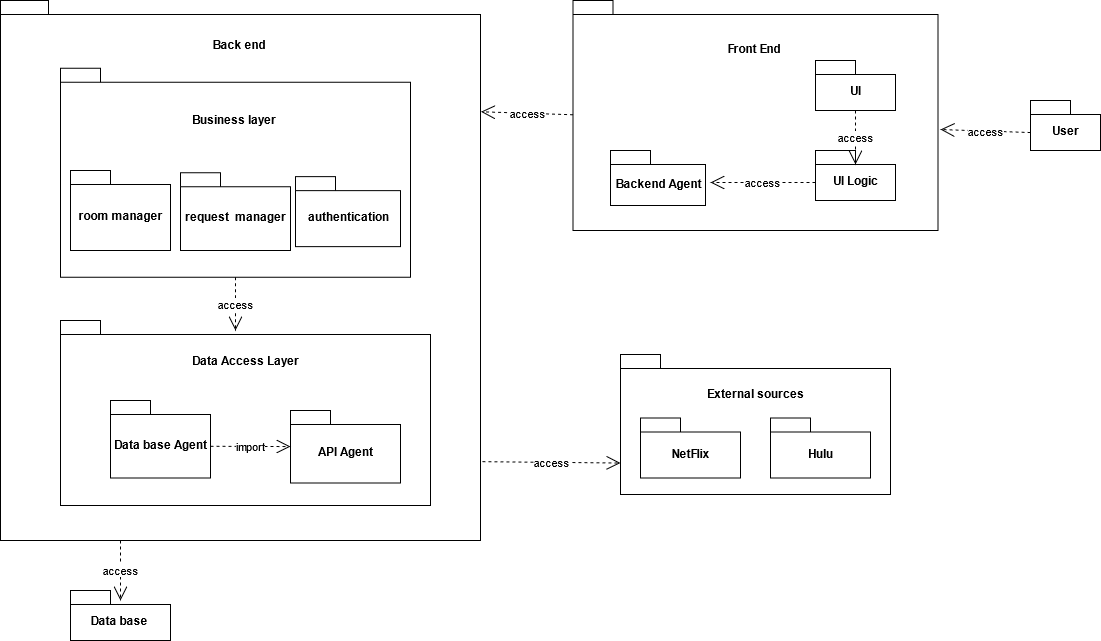 Back end
Business layer
room manager
request  manager
authentication
access
Data Access Layer
Data base Agent
import
API Agent
access
Data base
access
Front End
UI
access
UI Logic
access
Backend Agent
access
User
access
External sources
NetFlix
Hulu